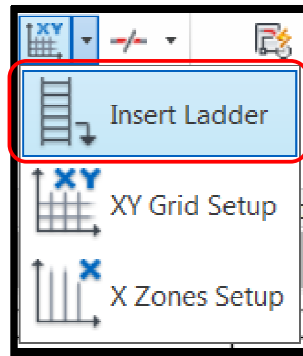 XY
Insert Ladder
XY
XY Grid Setup
X
X Zones Setup